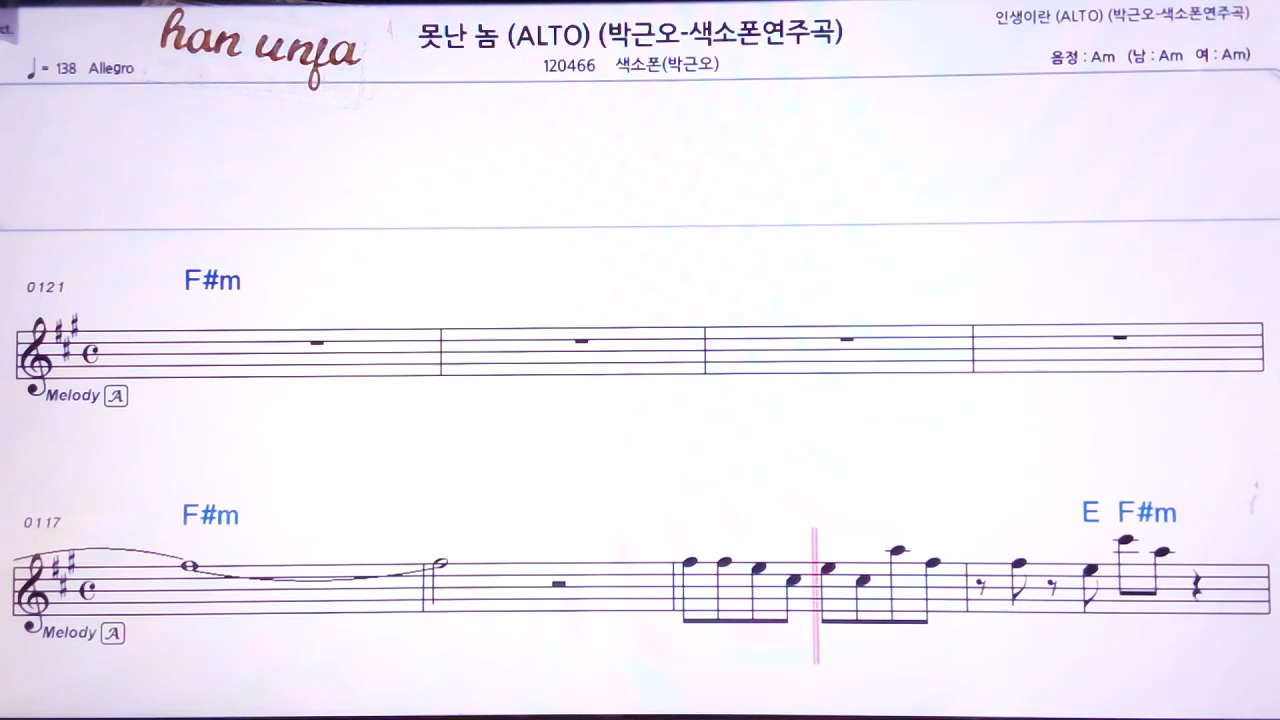 ct.
han unfa
못난 놈 (ALTO) (박근오-색소폰연주곡)
인생이란 (ALTO) (박근오-색소폰연주곡)
♩ = 138 Allegro
120466 색소폰(박근오)
음정 : Am (남 : Am 여 : Am)
0121
F#m
Melody A
0117
F#m E F#m
Melody A